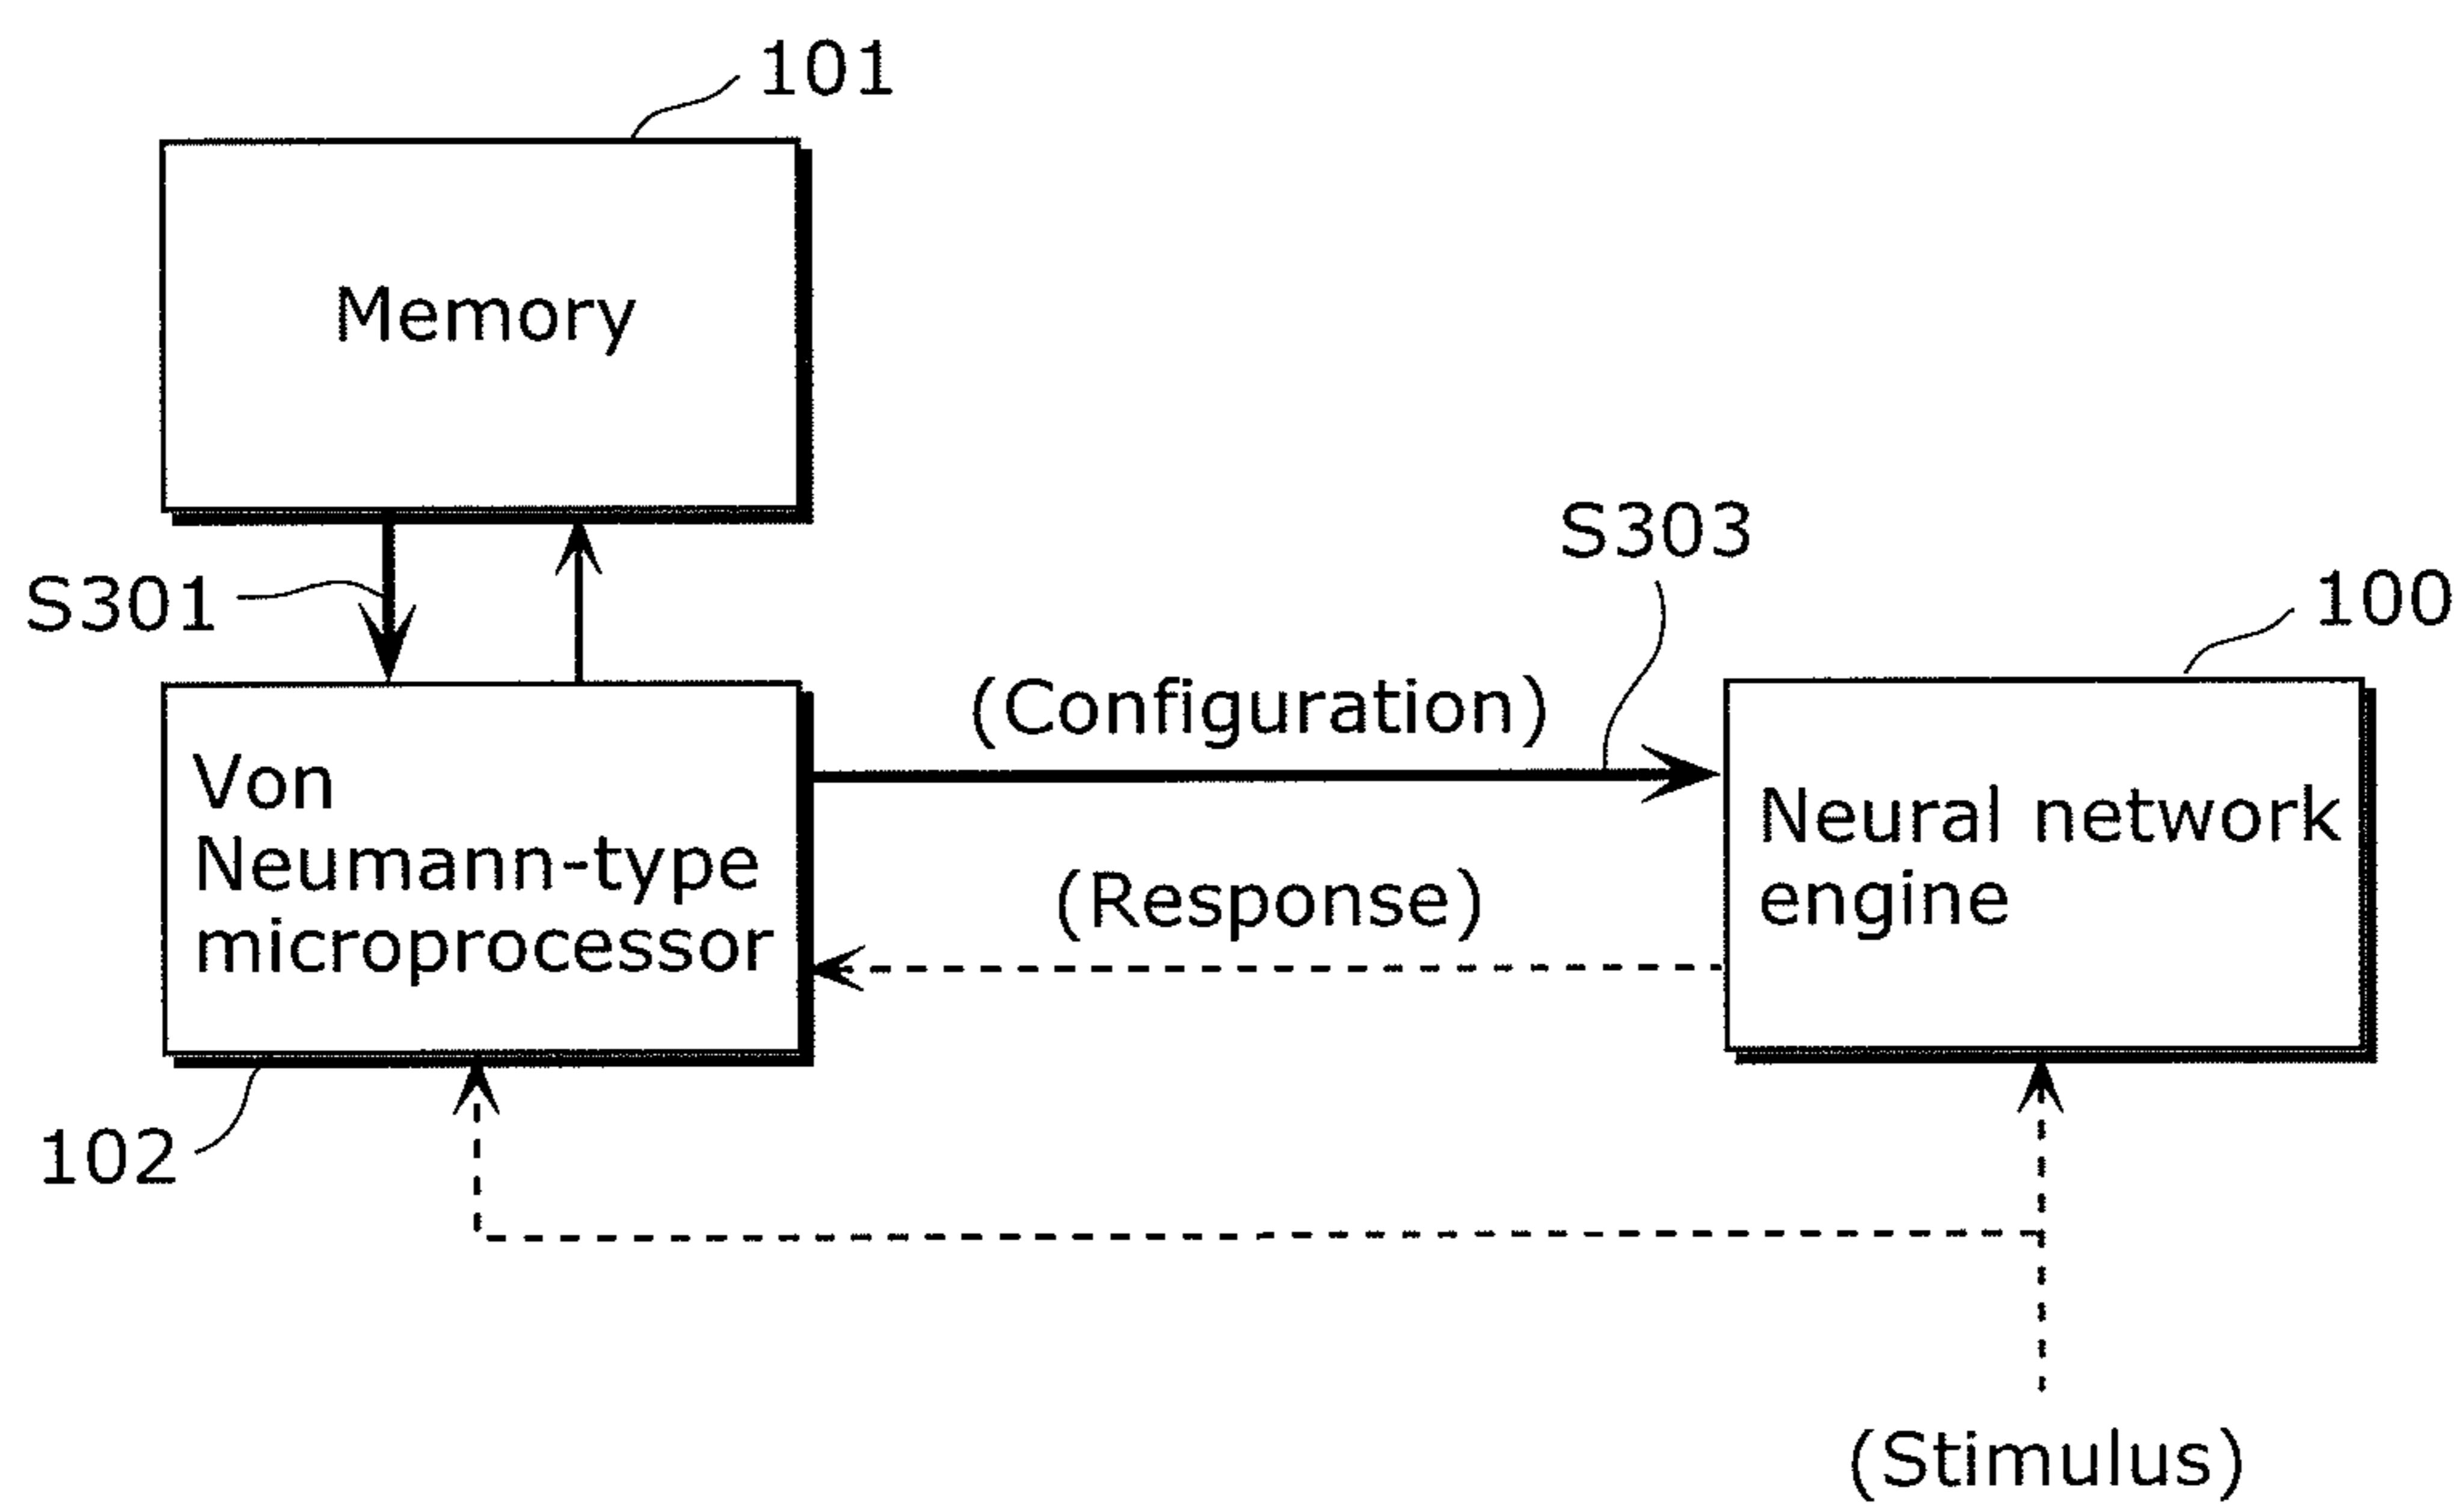 101
Memory
S301
S303
100
(Configuration)
Von
Neumann-type
microprocessor
Neural network
engine
(Response)
102
(Stimulus)